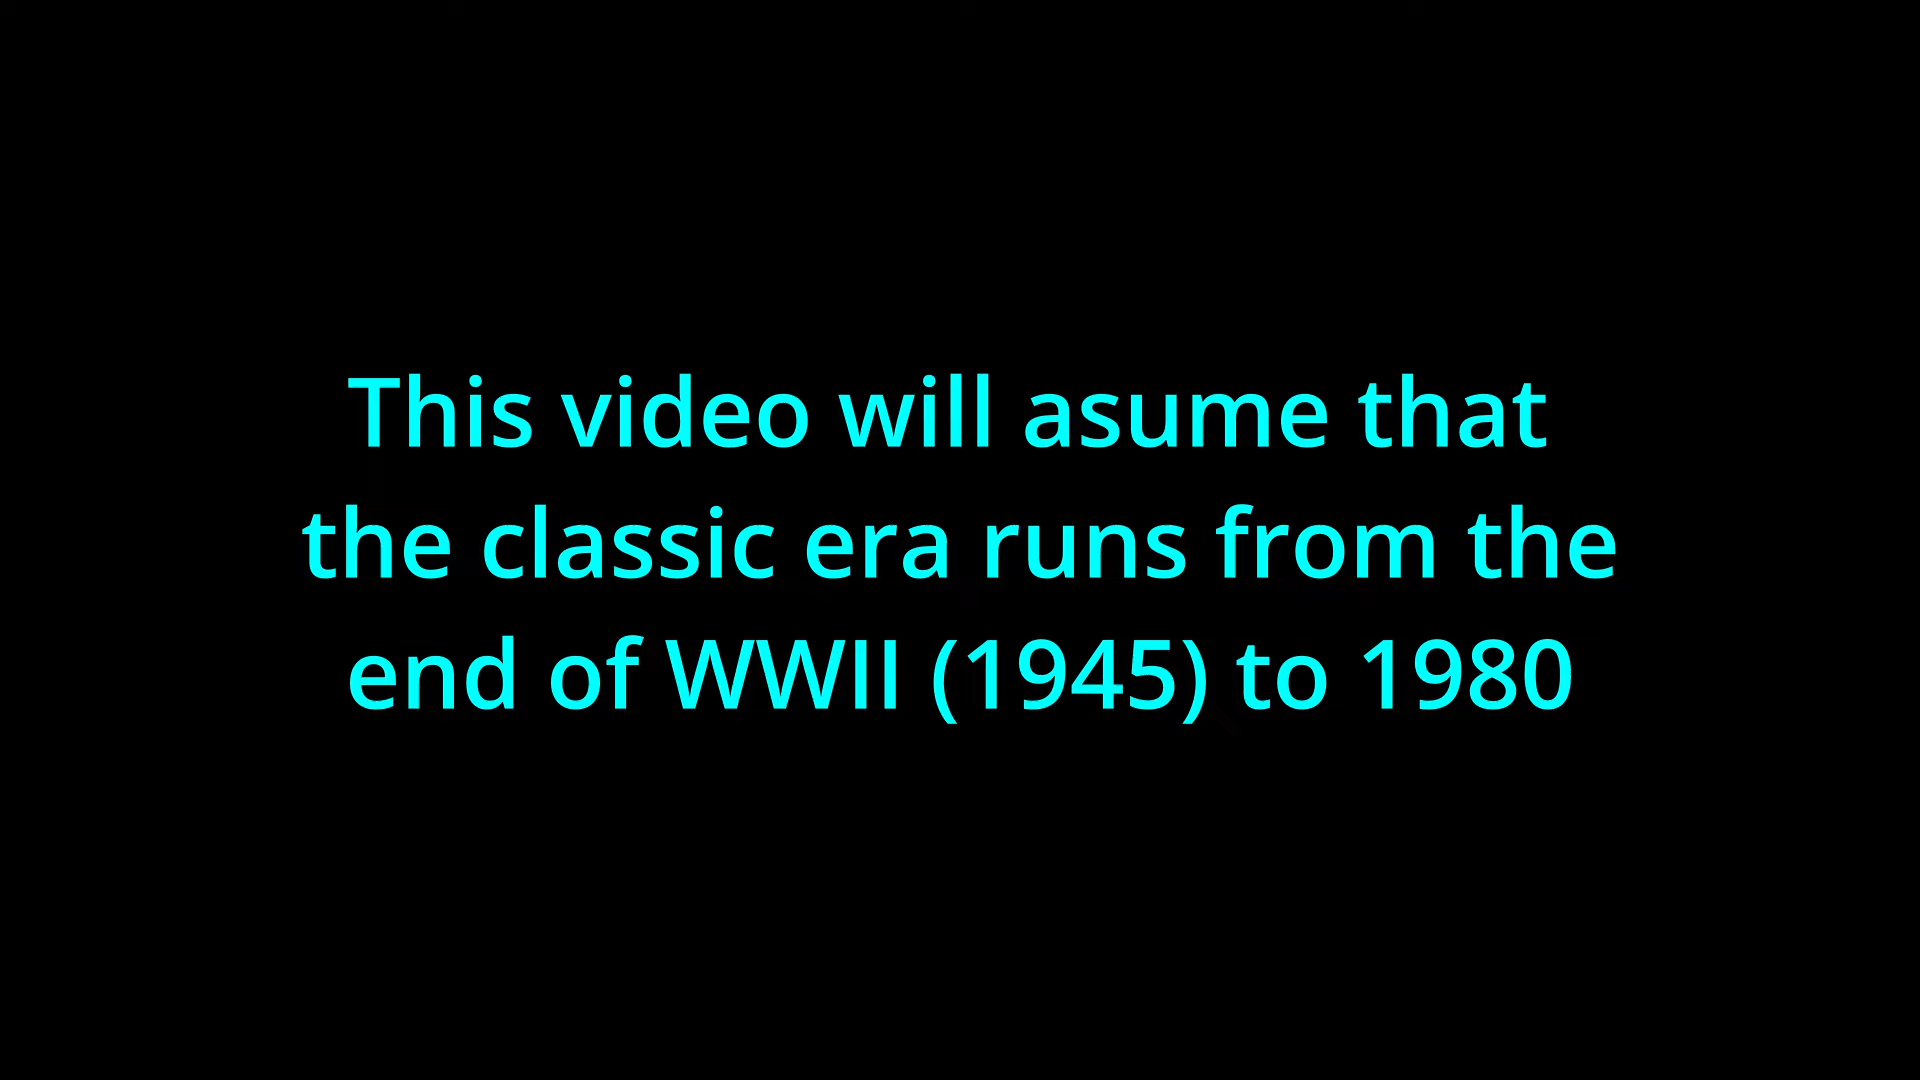 This video will asume that
the classic era runs from the
end of WWII (1945) to 1980